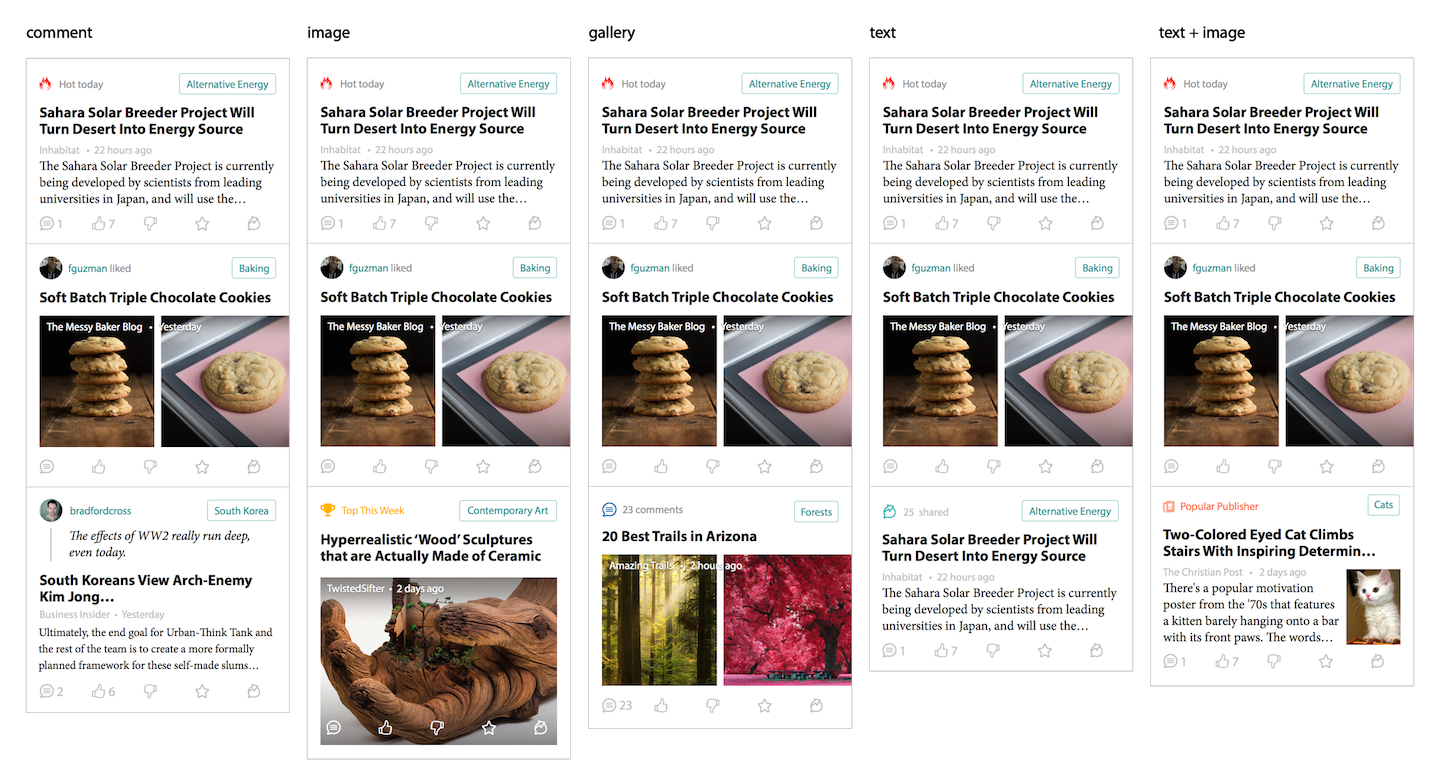 comment
Hot today
Alternative Energy
Sahara Solar Breeder Project Will
Turn Desert Into Energy Source
Inhabitat • 22 hours ago
The Sahara Solar Breeder Project is currently
being developed by scientists from leading
universities in Japan, and will use the…
1 7
fguzman liked
Baking
Soft Batch Triple Chocolate Cookies
The Messy Baker Blog • Yesterday
bradfordcross
South Korea
The effects of WW2 really run deep,
even today.
South Koreans View Arch-Enemy
Kim Jong…
Business Insider • Yesterday
Ultimately, the end goal for Urban-Think Tank and
the rest of the team is to create a more formally
planned framework for these self-made slums…
2 6
image
Hot today
Alternative Energy
Sahara Solar Breeder Project Will
Turn Desert Into Energy Source
Inhabitat • 22 hours ago
The Sahara Solar Breeder Project is currently
being developed by scientists from leading
universities in Japan, and will use the…
1 7
fguzman liked
Baking
Soft Batch Triple Chocolate Cookies
The Messy Baker Blog • Yesterday
Top This Week
Contemporary Art
Hyperrealistic ‘Wood’ Sculptures
that are Actually Made of Ceramic
TwistedSifter • 2 days ago
gallery
Hot today
Alternative Energy
Sahara Solar Breeder Project Will
Turn Desert Into Energy Source
Inhabitat • 22 hours ago
The Sahara Solar Breeder Project is currently
being developed by scientists from leading
universities in Japan, and will use the…
1 7
fguzman liked
Baking
Soft Batch Triple Chocolate Cookies
The Messy Baker Blog • Yesterday
23 comments
Forests
20 Best Trails in Arizona
Amazing Trails • 2 hours ago
23
text
Hot today
Alternative Energy
Sahara Solar Breeder Project Will
Turn Desert Into Energy Source
Inhabitat • 22 hours ago
The Sahara Solar Breeder Project is currently
being developed by scientists from leading
universities in Japan, and will use the…
1 7
fguzman liked
Baking
Soft Batch Triple Chocolate Cookies
The Messy Baker Blog • Yesterday
25 shared
Alternative Energy
Sahara Solar Breeder Project Will
Turn Desert Into Energy Source
Inhabitat • 22 hours ago
The Sahara Solar Breeder Project is currently
being developed by scientists from leading
universities in Japan, and will use the…
1 7
text + image
Hot today
Alternative Energy
Sahara Solar Breeder Project Will
Turn Desert Into Energy Source
Inhabitat • 22 hours ago
The Sahara Solar Breeder Project is currently
being developed by scientists from leading
universities in Japan, and will use the…
1 7
fguzman liked
Baking
Soft Batch Triple Chocolate Cookies
The Messy Baker Blog • Yesterday
Popular Publisher
Cats
Two-Colored Eyed Cat Climbs
Stairs With Inspiring Determin…
The Christian Post • 2 days ago
There's a popular motivation
poster from the '70s that features
a kitten barely hanging onto a bar
with its front paws. The words…
1 7